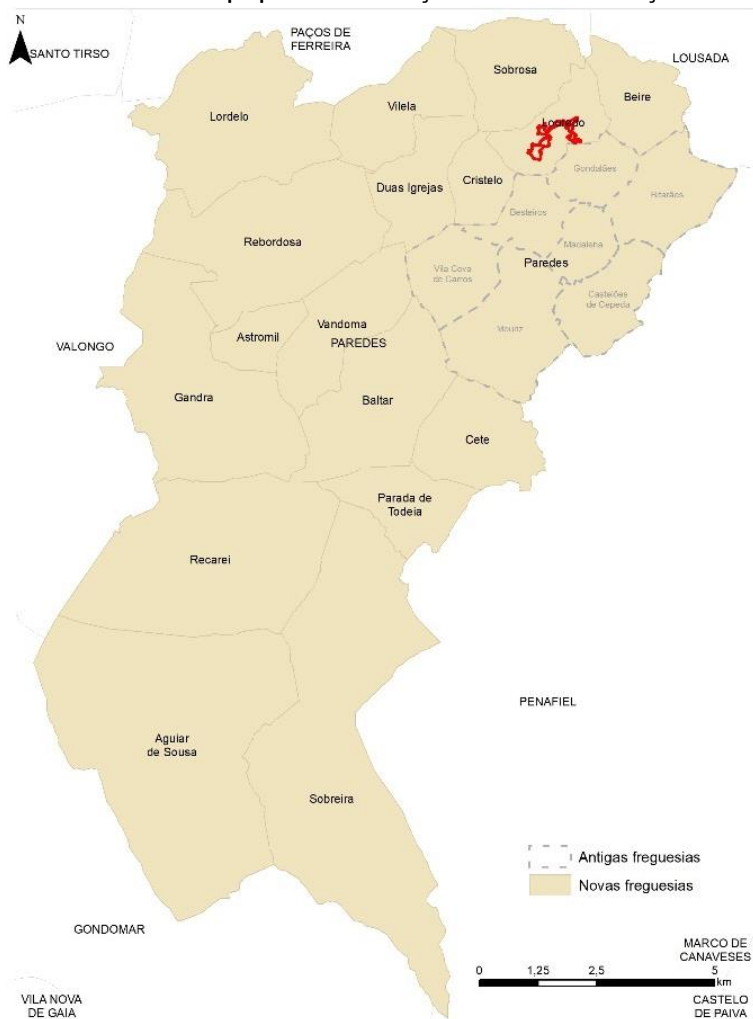 N
SANTO TIRSO
PAÇOS DE
FERREIRA
LOUSADA
Sobrosa
Beire
Lordelo
Vilela
Louredo
Gondalães
Duas Igrejas
Cristelo
Bitarães
Besteiros
Rebordosa
Madalena
Vila Cova
de Carros
Paredes
Castelões
de Cepeda
Mouriz
Vandoma
Astromil
PAREDES
VALONGO
Gandra
Baltar
Cete
Parada de
Todeia
Recarei
PENAFIEL
Aguiar
de Sousa
Sobreira
Antigas freguesias
Novas freguesias
GONDOMAR
MARCO DE
CANAVESES
0 1,25 2,5 5
km
VILA NOVA
DE GAIA
CASTELO
DE PAIVA